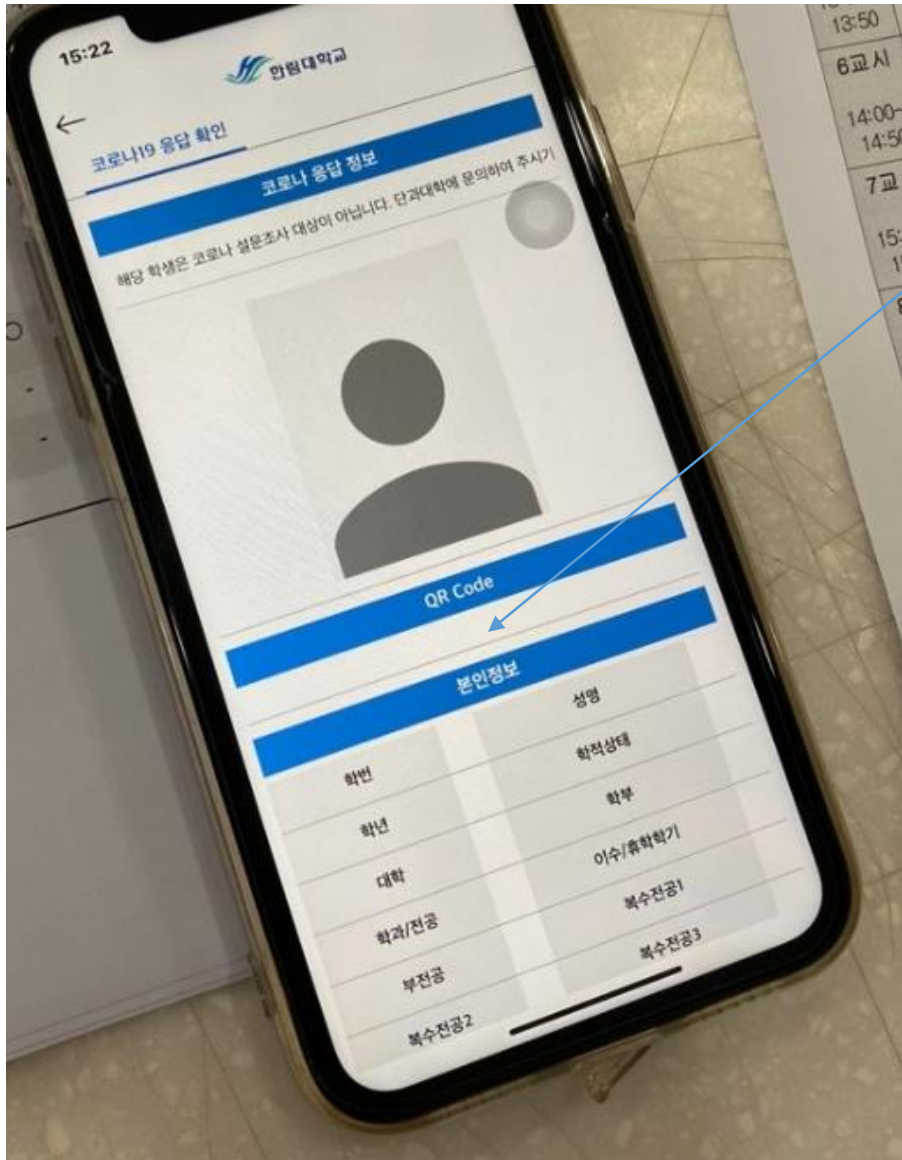 15:22
한림대학교
←
코로나19 응답 확인
코로나 응답 정보
해당 학생은 코로나 설문조사 대상이 아닙니다. 단과대학에 문의하여 주시기
QR Code
본인정보
학번 성명
학년 학적상태
대학 학부
학과/전공 이수/휴학학기
부전공 복수전공1
복수전공2 복수전공3
13:50
6교시
14:00~
14:50
7교
15: